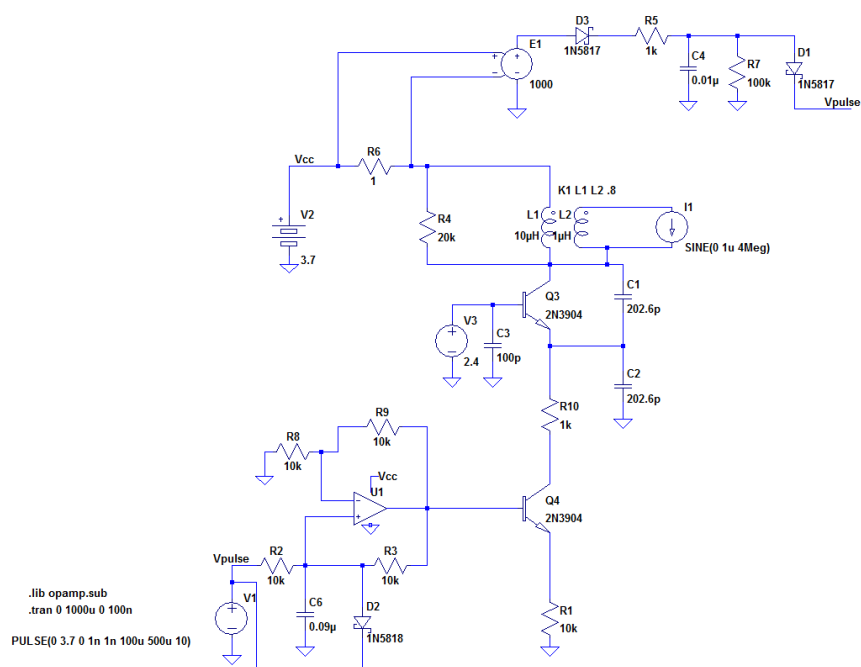 D3
1N5817
R5
1k
E1
1000
C4
0.01µ
R7
100k
D1
1N5817
Vpulse
Vcc
R6
1
V2
3.7
R4
20k
K1 L1 L2 .8
L1
10µH
L2
1µH
I1
SINE(0 1u 4Meg)
Q3
2N3904
C1
202.6p
V3
2.4
C3
100p
C2
202.6p
R10
1k
R9
10k
R8
10k
Vcc
U1
Q4
2N3904
Vpulse
R2
10k
R3
10k
C6
0.09µ
D2
1N5818
R1
10k
.lib opamp.sub
.tran 0 1000u 0 100n
V1
PULSE(0 3.7 0 1n 1n 100u 500u 10)